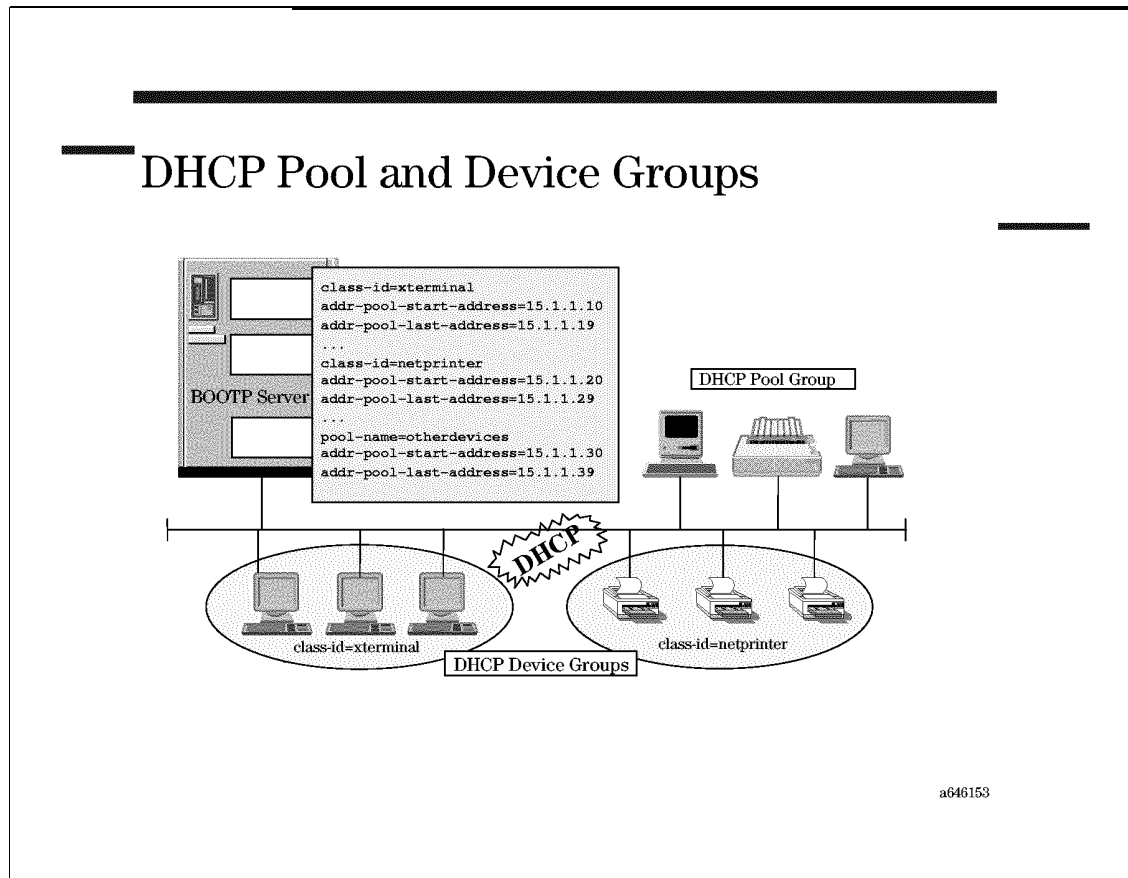 DHCP Pool and Device Groups
BOOTP Server
class-id=xterminal
addr-pool-start-address=15.1.1.10
addr-pool-last-address=15.1.1.19
...
class-id=netprinter
addr-pool-start-address=15.1.1.20
addr-pool-last-address=15.1.1.29
...
pool-name=otherdevices
addr-pool-start-address=15.1.1.30
addr-pool-last-address=15.1.1.39
DHCP Pool Group
DHCP
class-id=xterminal
class-id=netprinter
DHCP Device Groups
a646153